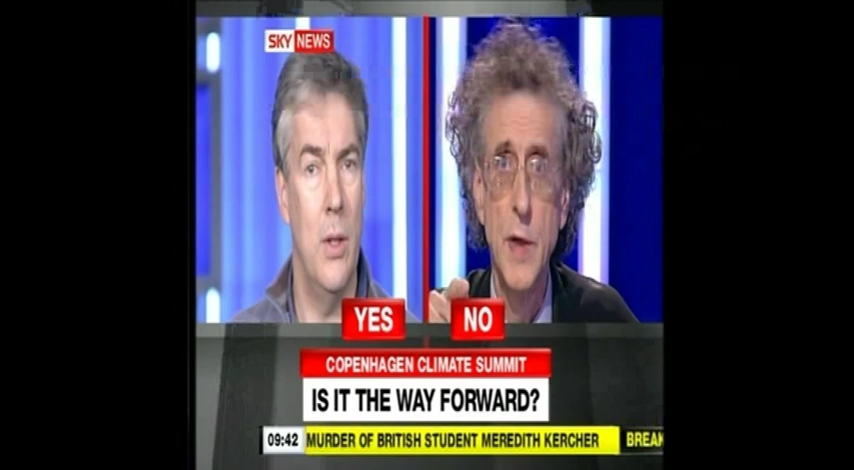 SKY NEWS
YES
NO
COPENHAGEN CLIMATE SUMMIT
IS IT THE WAY FORWARD?
09:42 MURDER OF BRITISH STUDENT MEREDITH KERCHER BREAK